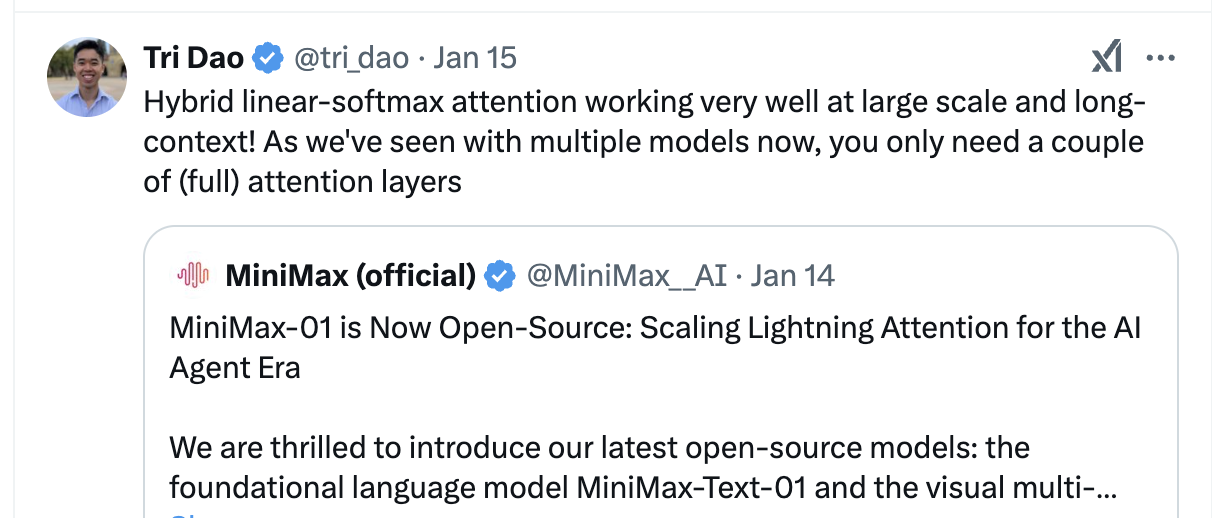 Tri Dao @tri_dao · Jan 15
Hybrid linear-softmax attention working very well at large scale and long-
context! As we've seen with multiple models now, you only need a couple
of (full) attention layers
MiniMax (official) @MiniMax__AI · Jan 14
MiniMax-01 is Now Open-Source: Scaling Lightning Attention for the AI
Agent Era
We are thrilled to introduce our latest open-source models: the
foundational language model MiniMax-Text-01 and the visual multi-...